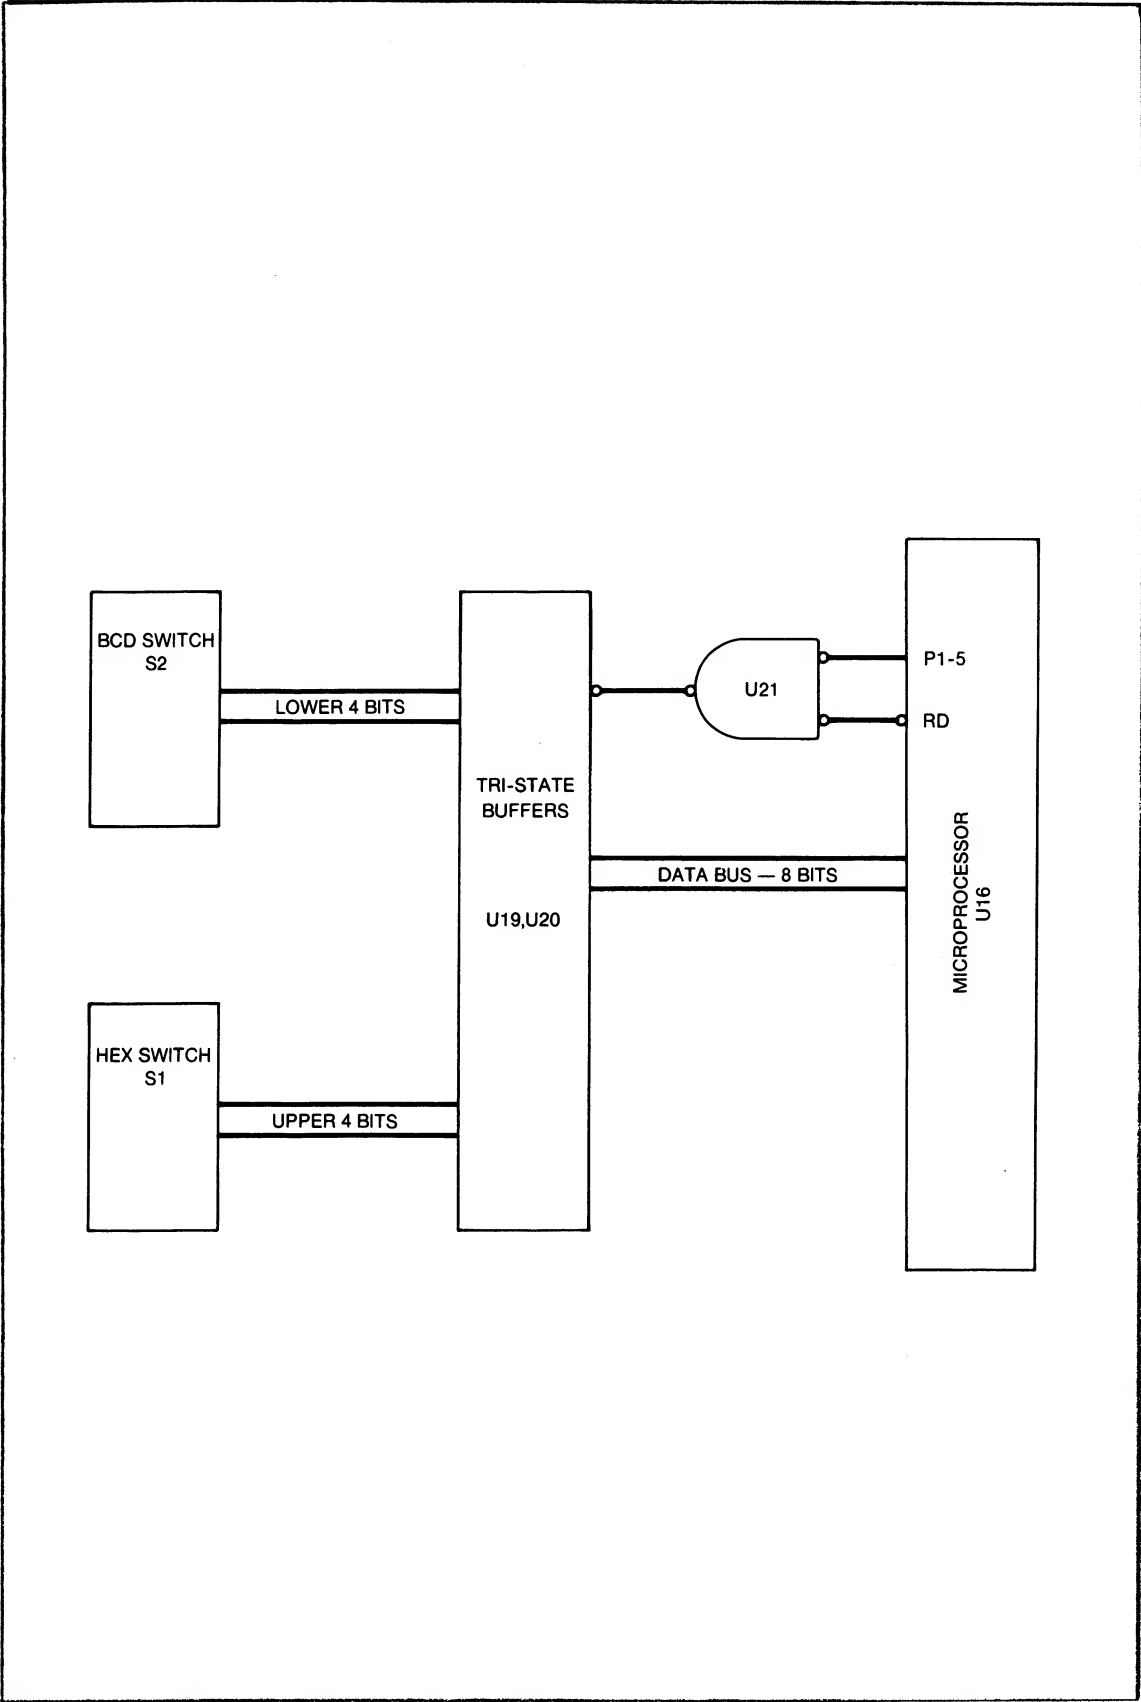 BCD SWITCH
S2
LOWER 4 BITS
TRI-STATE
BUFFERS
U19,U20
U21
P1-5
RD
DATA BUS — 8 BITS
MICROPROCESSOR
U16
HEX SWITCH
S1
UPPER 4 BITS